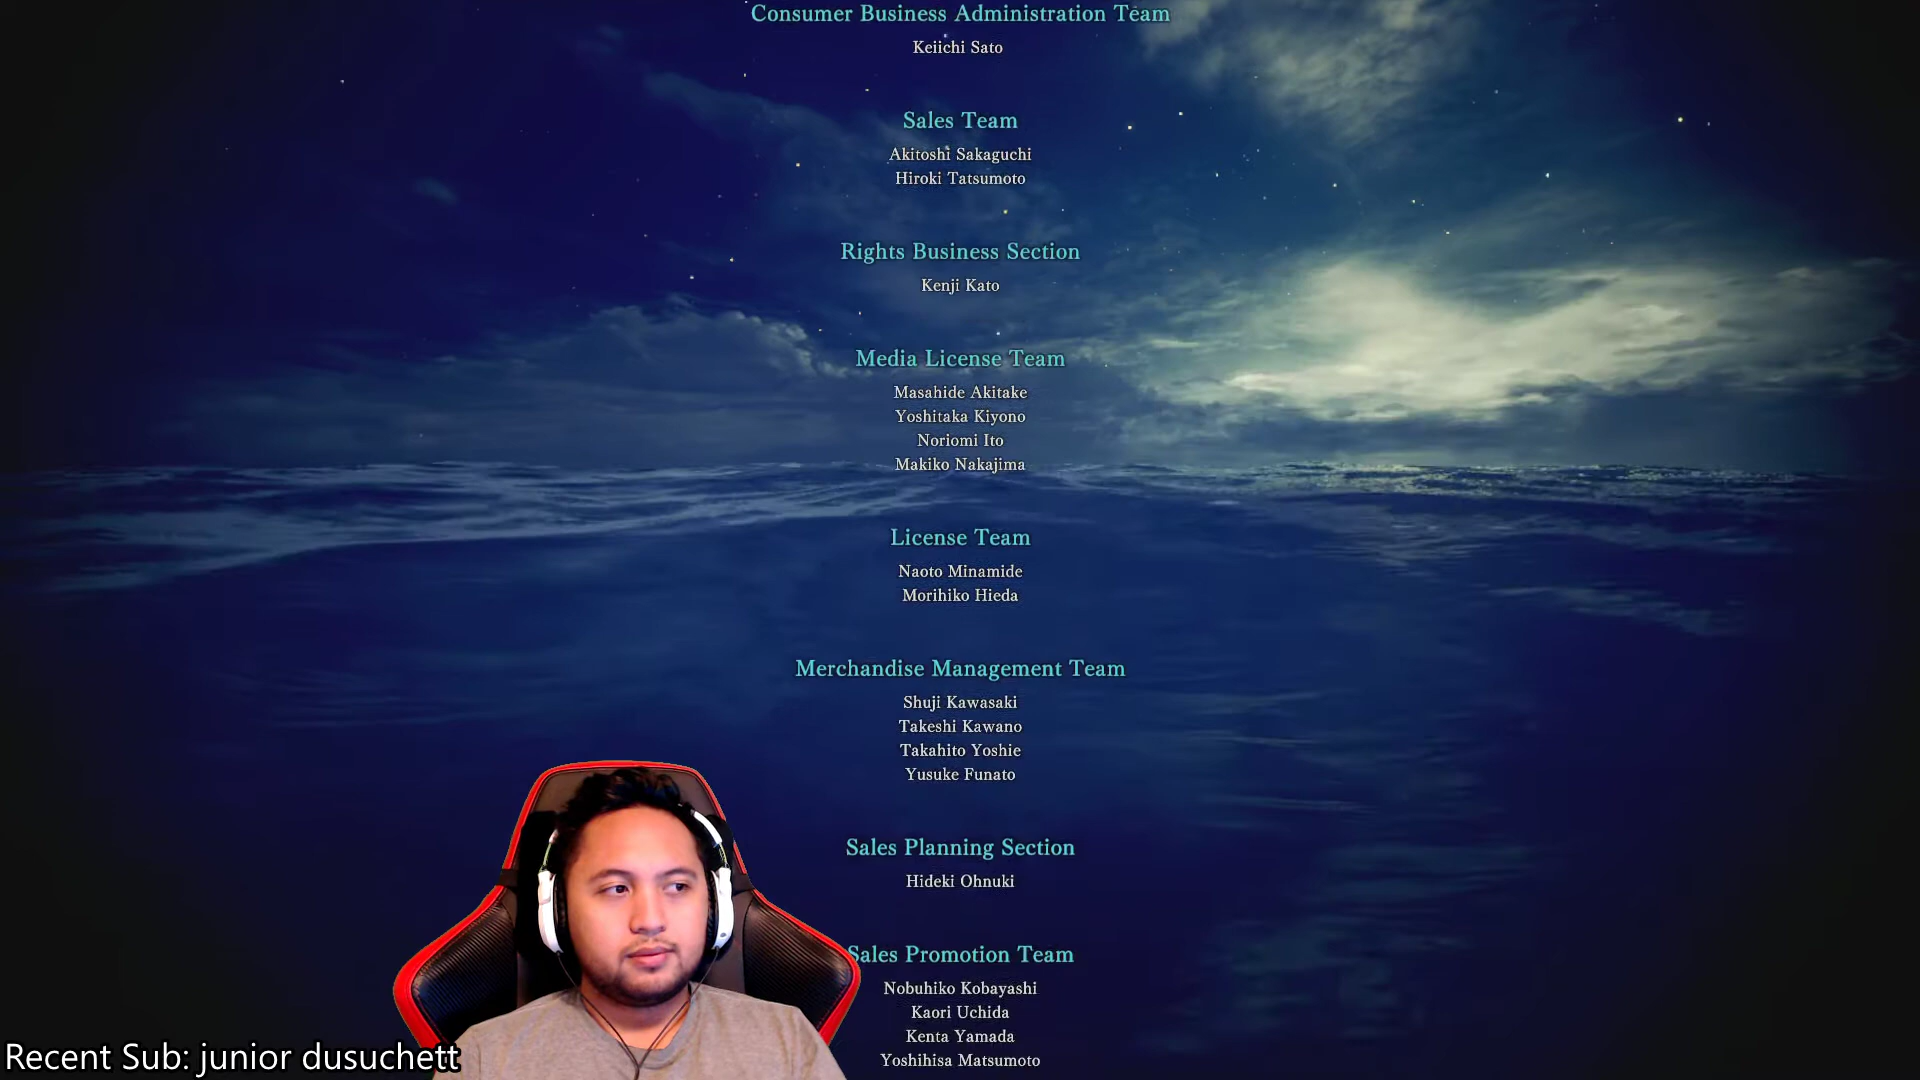 Consumer Business Administration Team
Keiichi Sato
Sales Team
Akitoshi Sakaguchi
Hiroki Tatsumoto
Rights Business Section
Kenji Kato
Media License Team
Masahide Akitake
Yoshitaka Kiyono
Noriomi Ito
Makiko Nakajima
License Team
Naoto Minamide
Morihiko Hieda
Merchandise Management Team
Shuji Kawasaki
Takeshi Kawano
Takahito Yoshie
Yusuke Funato
Sales Planning Section
Hideki Ohnuki
Sales Promotion Team
Nobuhiko Kobayashi
Kaori Uchida
Kenta Yamada
Yoshihisa Matsumoto
Recent Sub: junior dusuchett